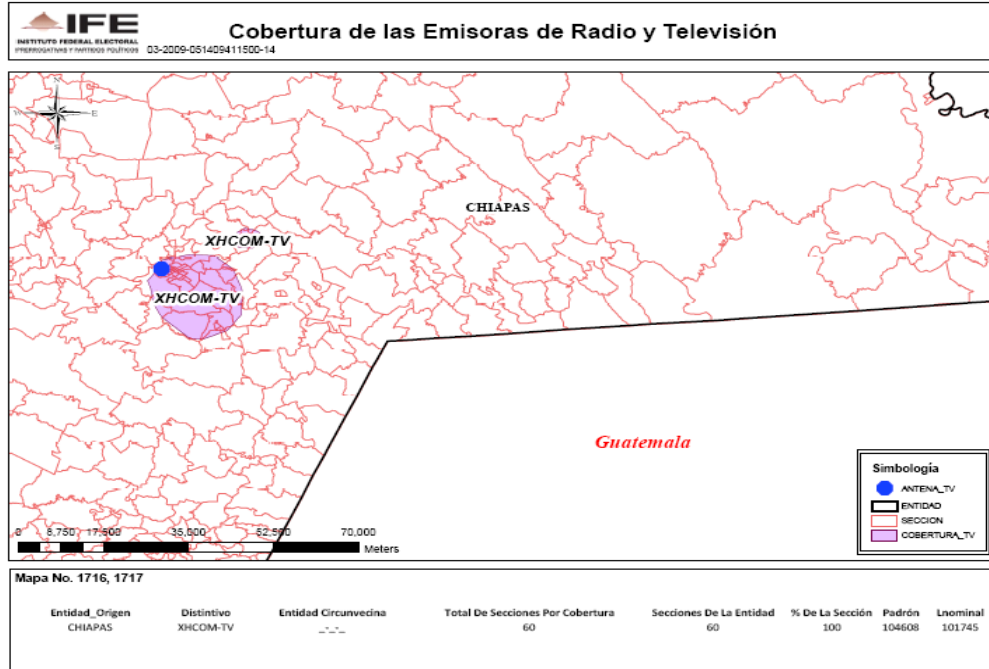 IFE
INSTITUTO FEDERAL ELECTORAL
PRERROGATIVAS Y PARTIDOS POLÍTICOS
03-2009-051409411500-14
Cobertura de las Emisoras de Radio y Televisión
N
W E
S
CHIAPAS
XHCOM-TV
XHCOM-TV
Guatemala
Simbología
ANTENA_TV
ENTIDAD
SECCION
COBERTURA_TV
0 8,750 17,500 35,000 52,500 70,000
Meters
Mapa No. 1716, 1717
Entidad_Origen Distintivo Entidad Circunvecina Total De Secciones Por Cobertura Secciones De La Entidad % De La Sección Padrón Lnominal
CHIAPAS XHCOM-TV _-_-_ 60 60 100 104608 101745